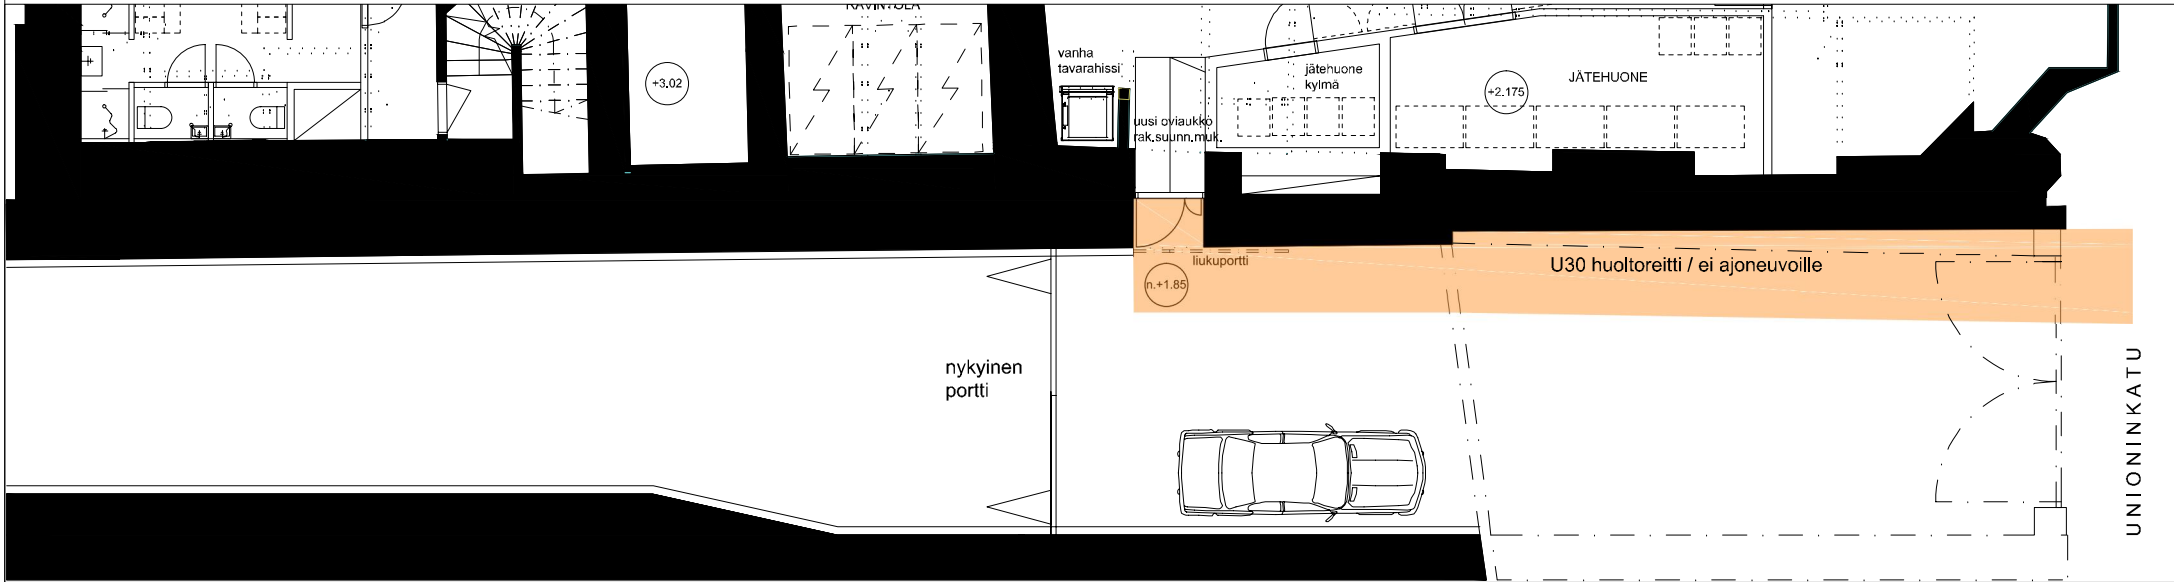 vanha
tavarahissi
+3.02
jätehuone
kylmä
JÄTEHUONE
+2.175
uusi oviaukko
rak.suunn.muk.
liukuportti
n.+1.85
U30 huoltoreitti / ei ajoneuvoille
nykyinen
portti
UNIONINKATU